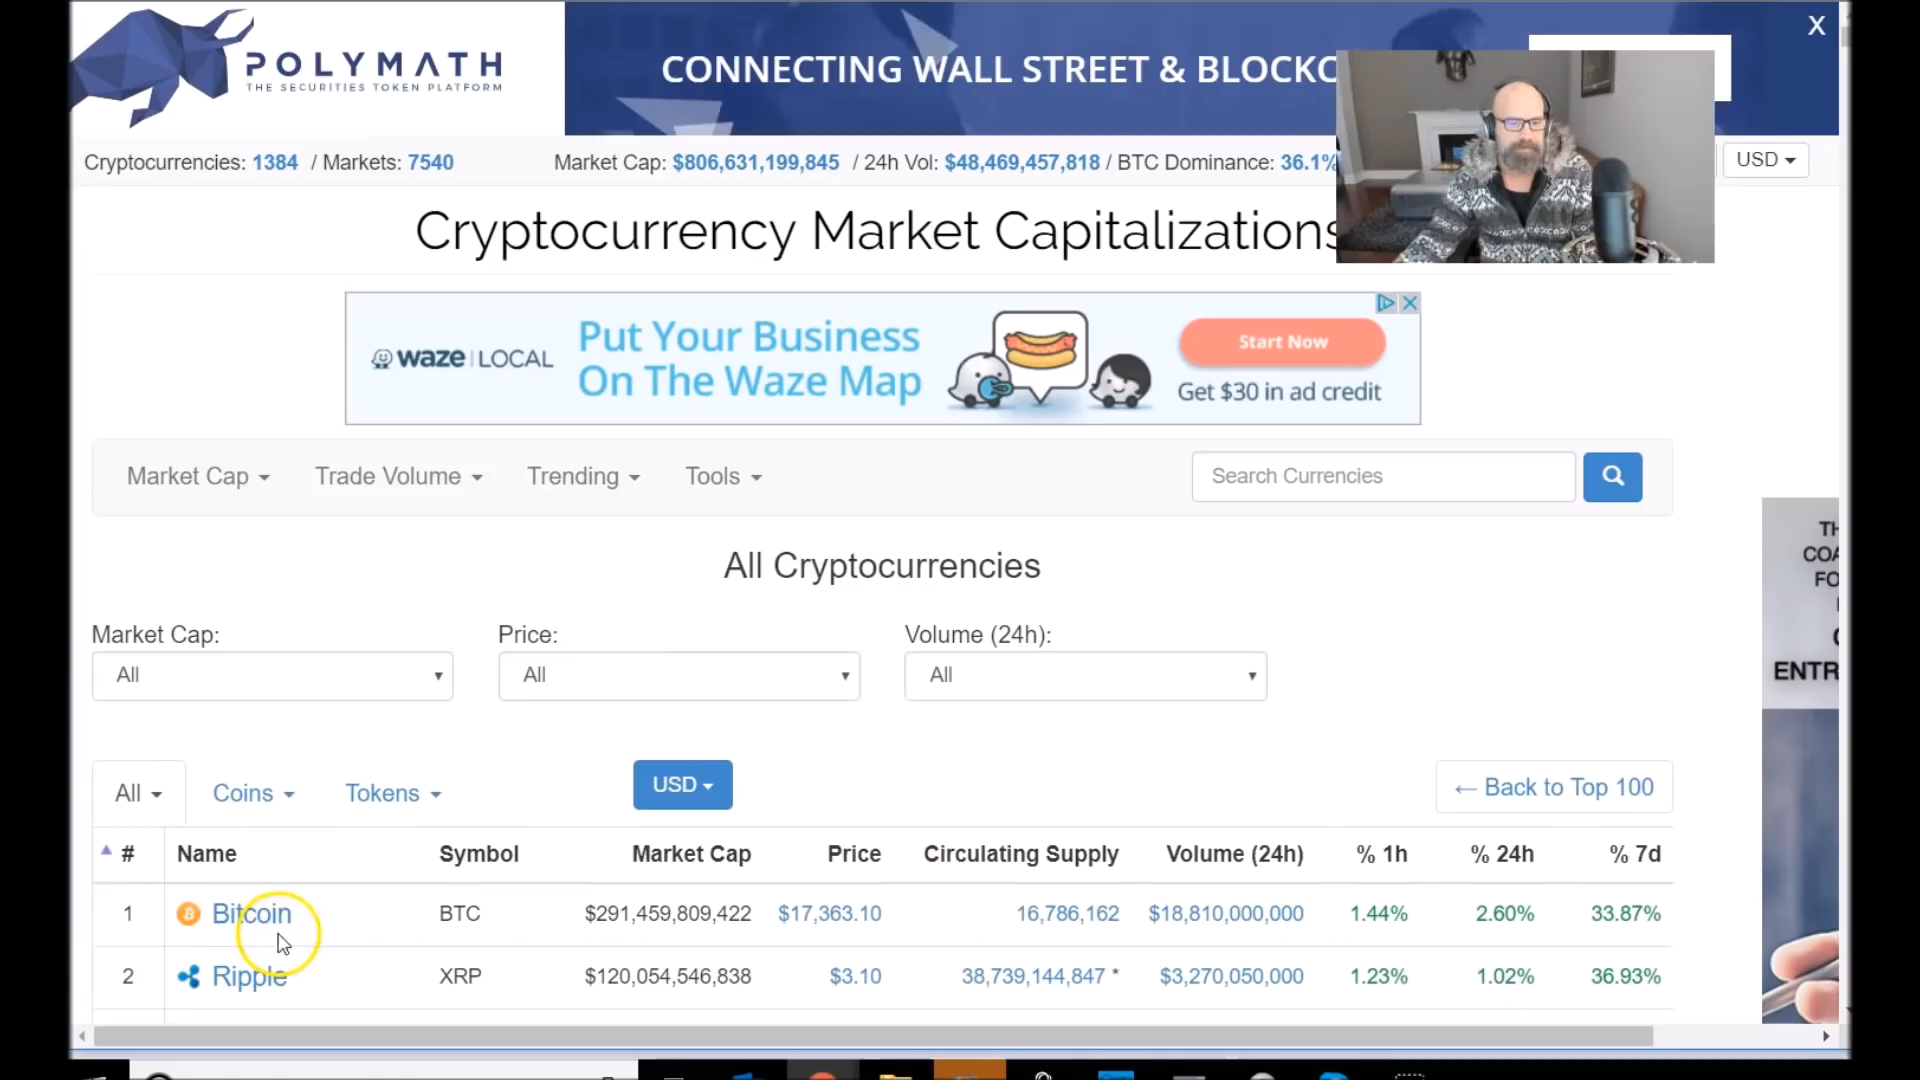 POLYMATH
THE SECURITIES TOKEN PLATFORM
CONNECTING WALL STREET & BLOCKC
X
Cryptocurrencies: 1384 / Markets: 7540
Market Cap: $806,631,199,845 / 24h Vol: $48,469,457,818 / BTC Dominance: 36.1%
USD
Cryptocurrency Market Capitalizations
waze LOCAL
Put Your Business
On The Waze Map
Start Now
Get $30 in ad credit
Market Cap Trade Volume Trending Tools
Search Currencies
All Cryptocurrencies
Market Cap: Price: Volume (24h):
All All All
TH
COA
FO
ENTR
All Coins Tokens USD ← Back to Top 100
# Name Symbol Market Cap Price Circulating Supply Volume (24h) % 1h % 24h % 7d
1 Bitcoin BTC $291,459,809,422 $17,363.10 16,786,162 $18,810,000,000 1.44% 2.60% 33.87%
2 Ripple XRP $120,054,546,838 $3.10 38,739,144,847 * $3,270,050,000 1.23% 1.02% 36.93%